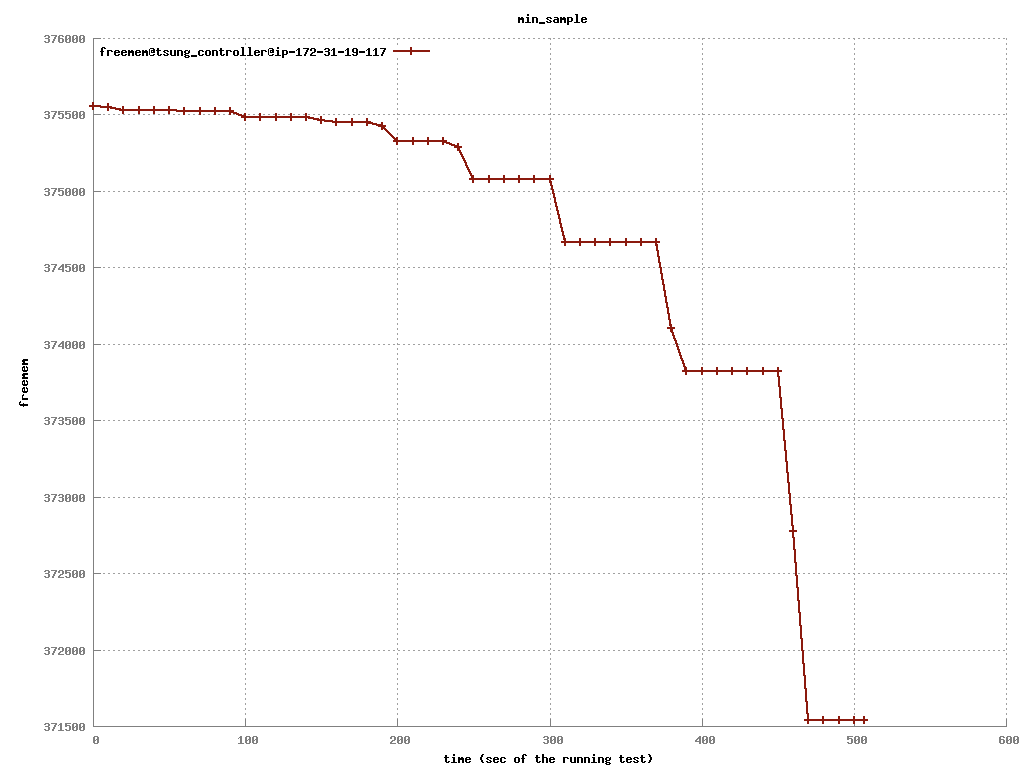 min_sample
376000
freemem@tsung_controller@ip-172-31-19-117
375500
375000
374500
374000
freemem
373500
373000
372500
372000
371500
0 100 200 300 400 500 600
time (sec of the running test)